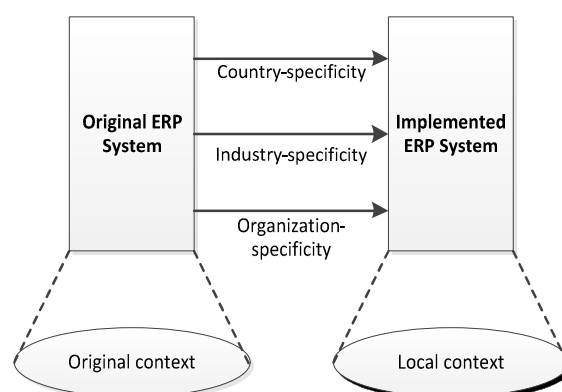 Original ERP
System
Country-specificity
Industry-specificity
Organization-
specificity
Implemented
ERP System
Original context
Local context